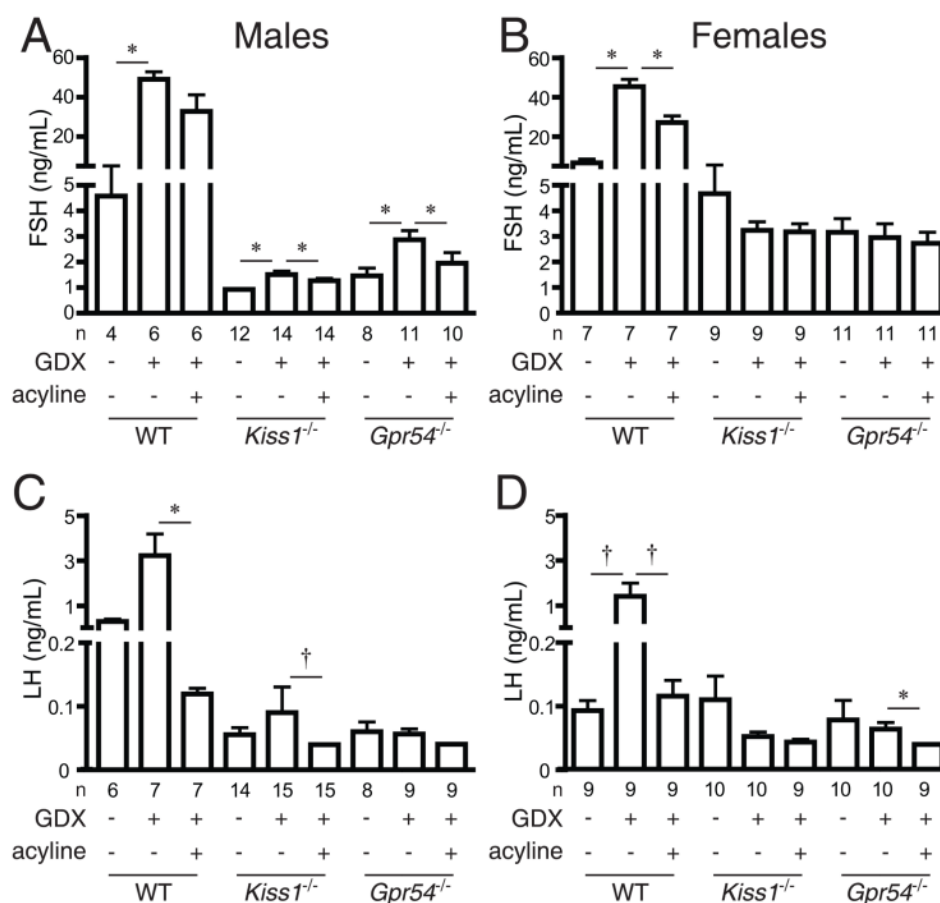 A Males
B Females
FSH (ng/mL)
60
40
20
5
4
3
2
1
0
*
*
*
*
*
n 4 6 6 12 14 14 8 11 10
GDX - + + - + + - + +
acyline - - + - - + - - +
WT Kiss1-/- Gpr54-/-
FSH (ng/mL)
60
40
20
5
4
3
2
1
0
* *
n 7 7 7 9 9 9 11 11 11
- + + - + + - + +
- - + - - + - - +
WT Kiss1-/- Gpr54-/-
C
LH (ng/mL)
5
3
1
0.2
0.1
0
*
†
n 6 7 7 14 15 15 8 9 9
GDX - + + - + + - + +
acyline - - + - - + - - +
WT Kiss1-/- Gpr54-/-
D
LH (ng/mL)
5
3
1
0.2
0.1
0
† †
*
n 9 9 9 10 10 9 10 10 9
GDX - + + - + + - + +
acyline - - + - - + - - +
WT Kiss1-/- Gpr54-/-